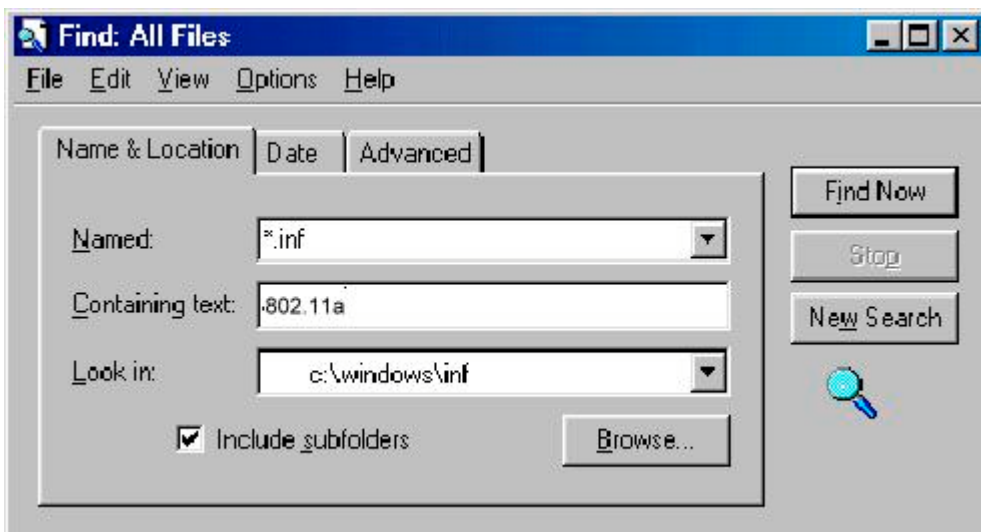 Find: All Files
File Edit View Options Help
Name & Location Date Advanced
Find Now
Named: *.inf
Stop
Containing text: -802.11a
New Search
Look in: c:\windows\inf
Include subfolders Browse...